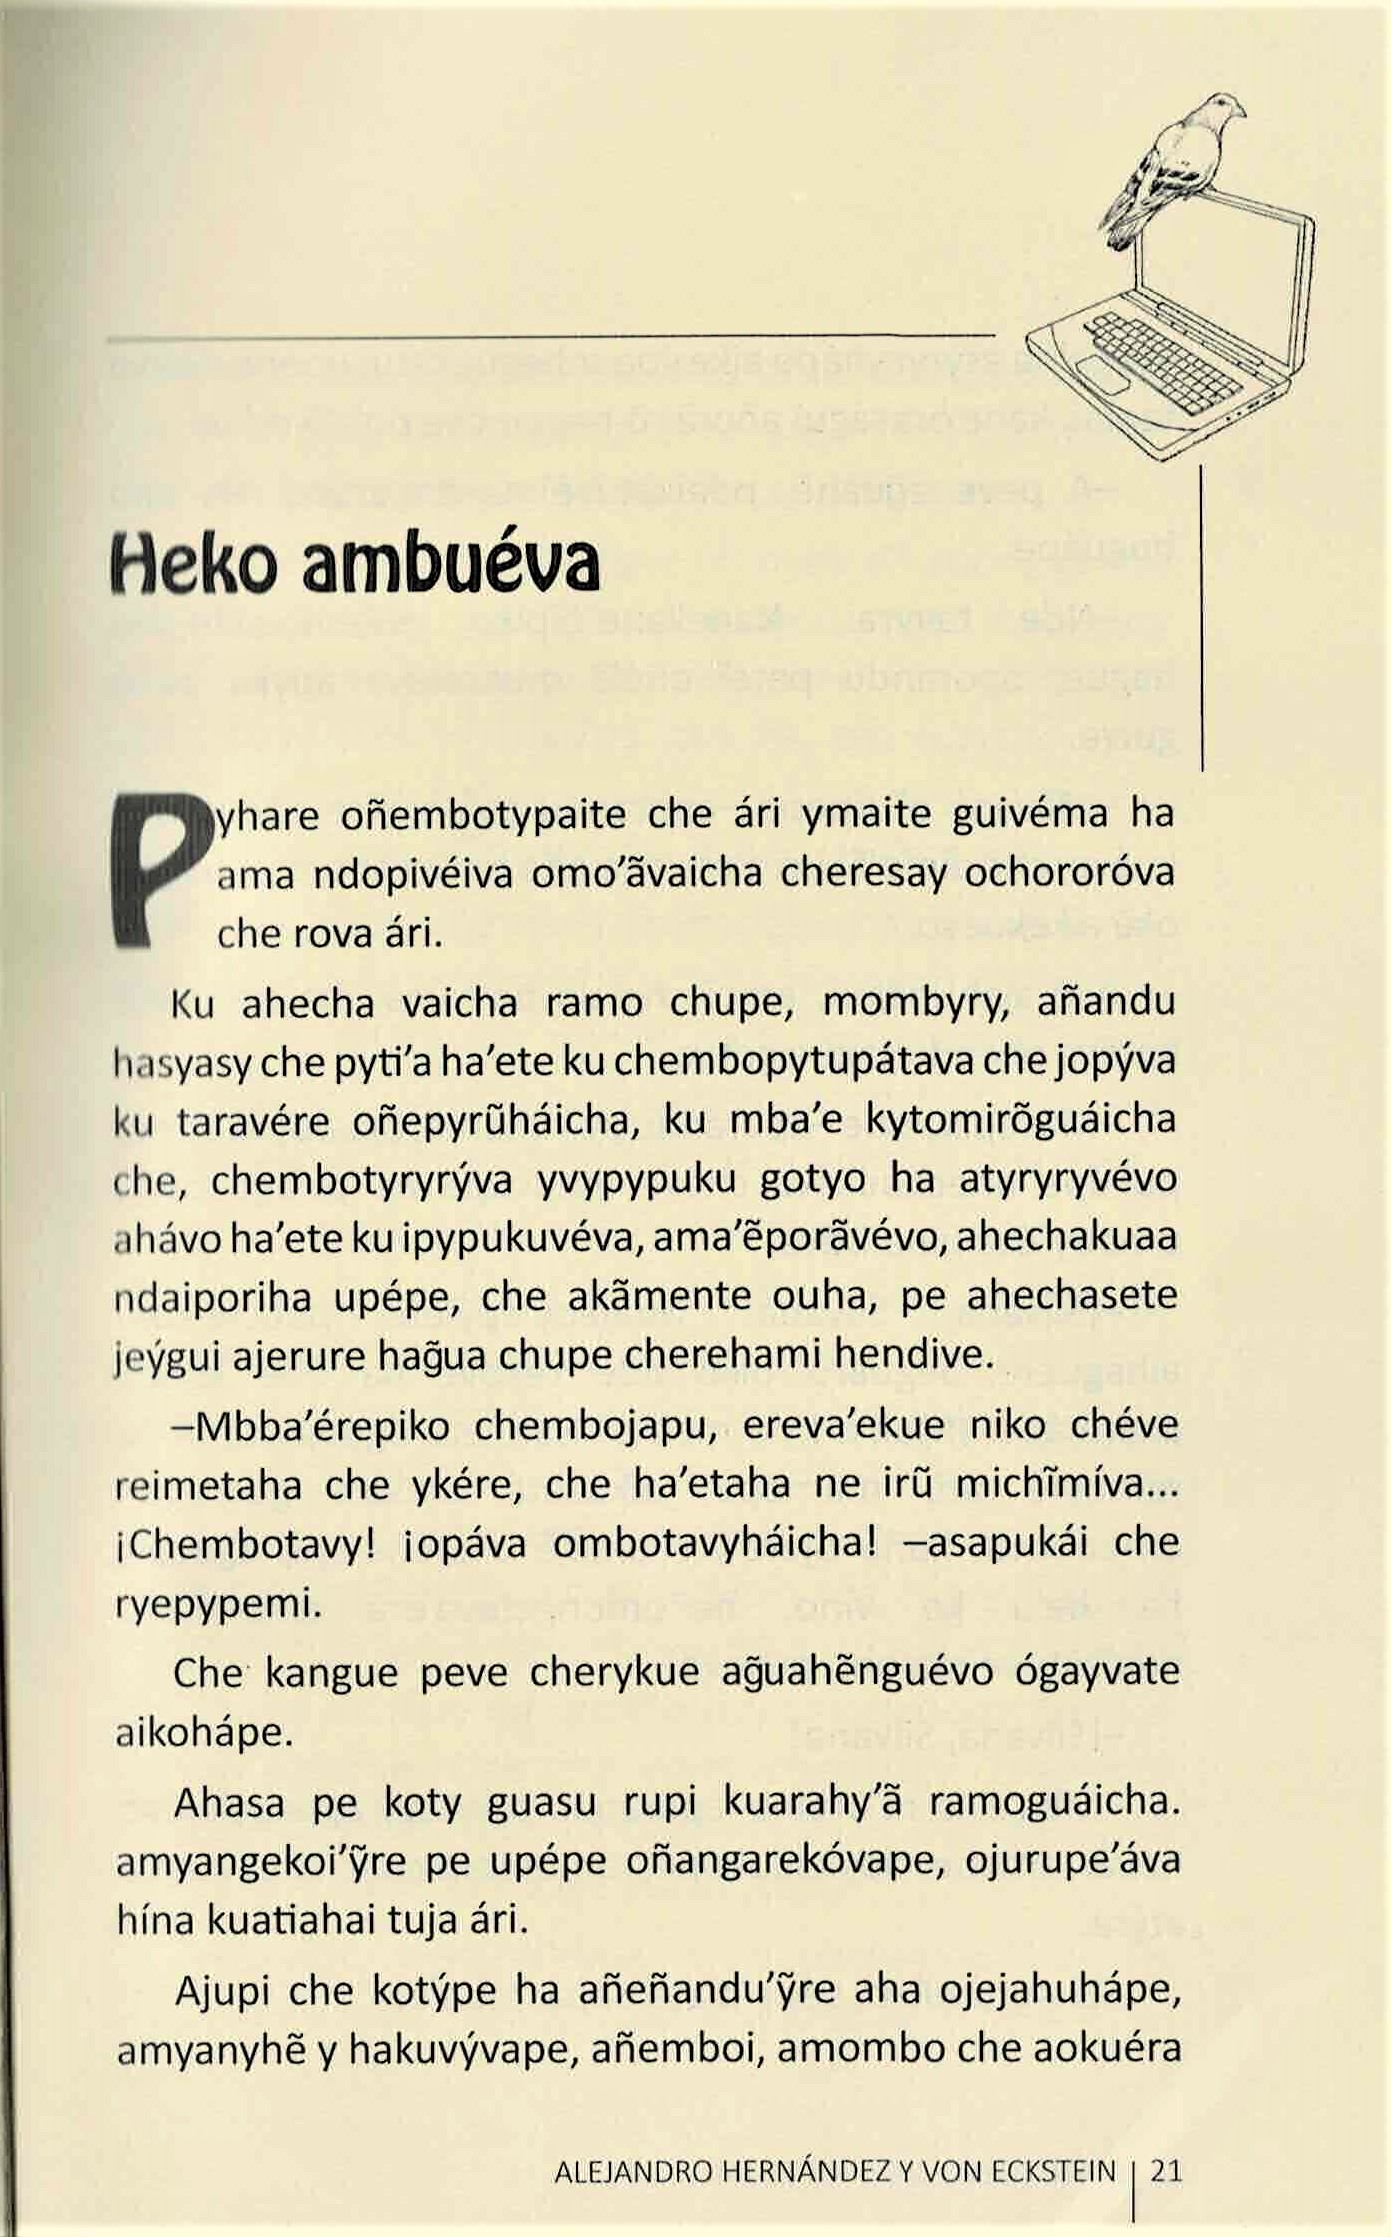 Heko ambuéva
Pyhare oñembotypaite che ári ymaite guivéma ha
ama ndopivéiva omo'ãvaicha cheresay ochororóva
che rova ári.
Ku ahecha vaicha ramo chupe, mombyry, añandu
hasyasy che pyti'a ha'ete ku chembopytupátava che jopýva
ku taravére oñepyrũháicha, ku mba'e kytomirõguáicha
che, chembotyryrýva yvypypuku gotyo ha atyryryvévo
ahávo ha'ete ku ipypukuvéva, ama'ẽporãvévo, ahechakuaa
ndaiporiha upépe, che akãmente ouha, pe ahechasete
jeýgui ajerure hag̃ua chupe cherehami hendive.
–Mbba'érepiko chembojapu, ereva'ekue niko chéve
reimetaha che ykére, che ha'etaha ne irũ michĩmíva...
¡Chembotavy! ¡opáva ombotavyháicha! –asapukái che
ryepypemi.
Che kangue peve cherykue ag̃uahẽnguévo ógayvate
aikohápe.
Ahasa pe koty guasu rupi kuarahy'ã ramoguáicha.
amyangekoi'ỹre pe upépe oñangarekóvape, ojurupe'áva
hína kuatiahai tuja ári.
Ajupi che kotýpe ha añeñandu'ỹre aha ojejahuhápe,
amyanyhẽ y hakuvývape, añemboi, amombo che aokuéra
ALEJANDRO HERNÁNDEZ Y VON ECKSTEIN | 21